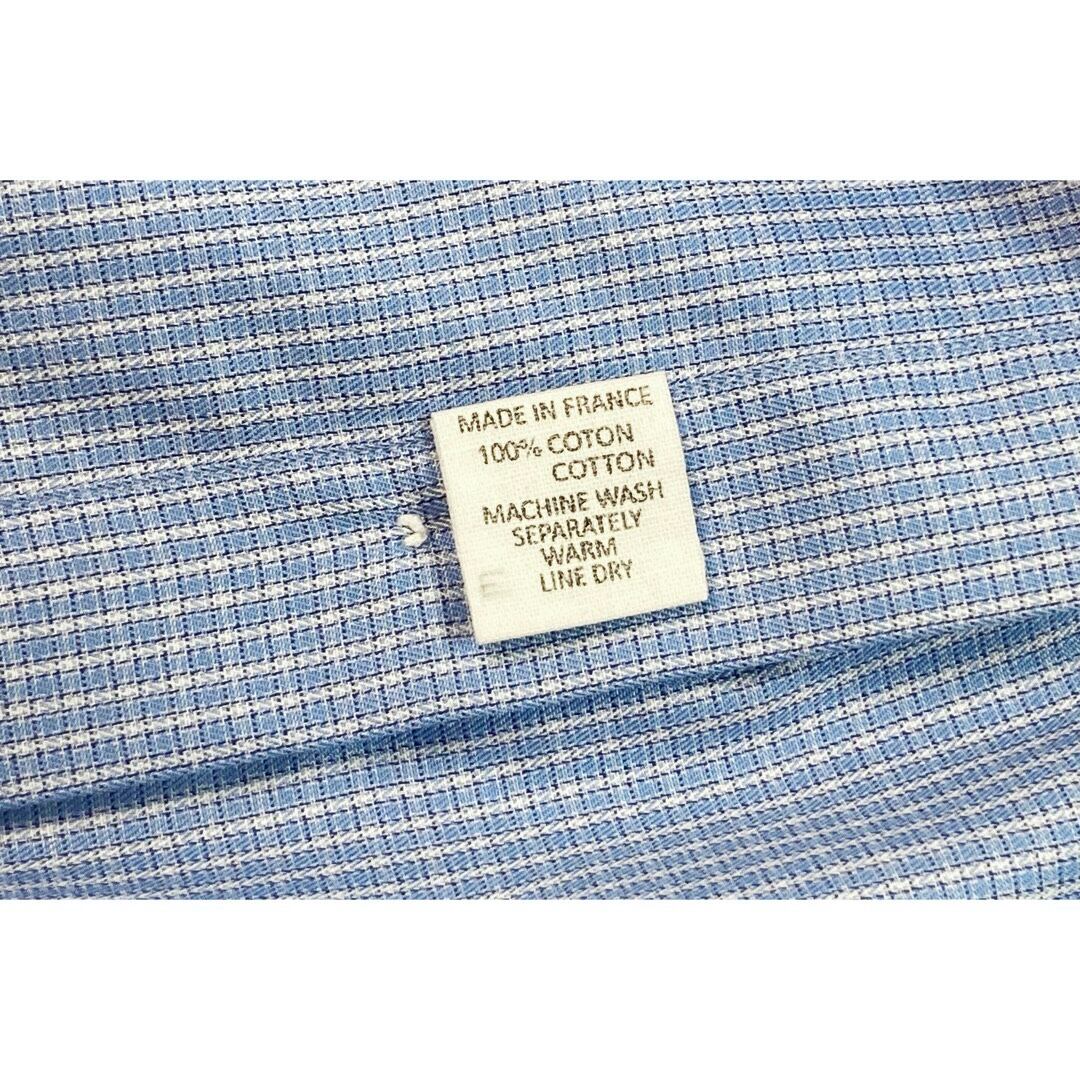 MADE IN FRANCE
100% COTON
COTTON
MACHINE WASH
SEPARATELY
WARM
LINE DRY
E